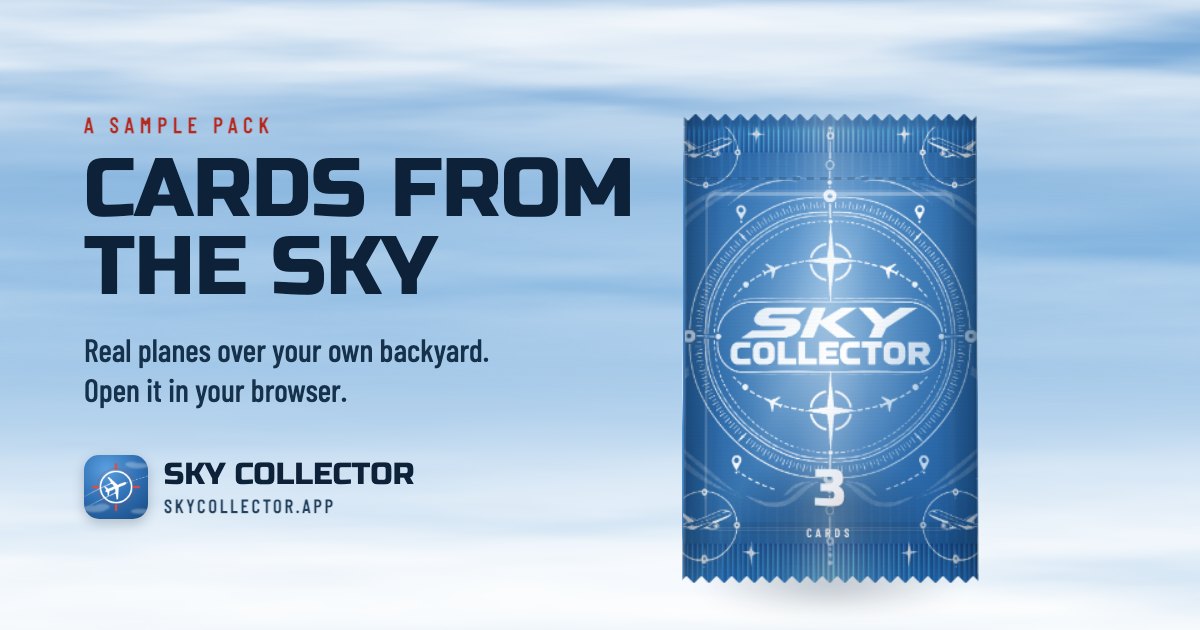 A SAMPLE PACK
CARDS FROM
THE SKY
Real planes over your own backyard.
Open it in your browser.
SKY COLLECTOR
SKYCOLLECTOR.APP
SKY
COLLECTOR
3
CARDS